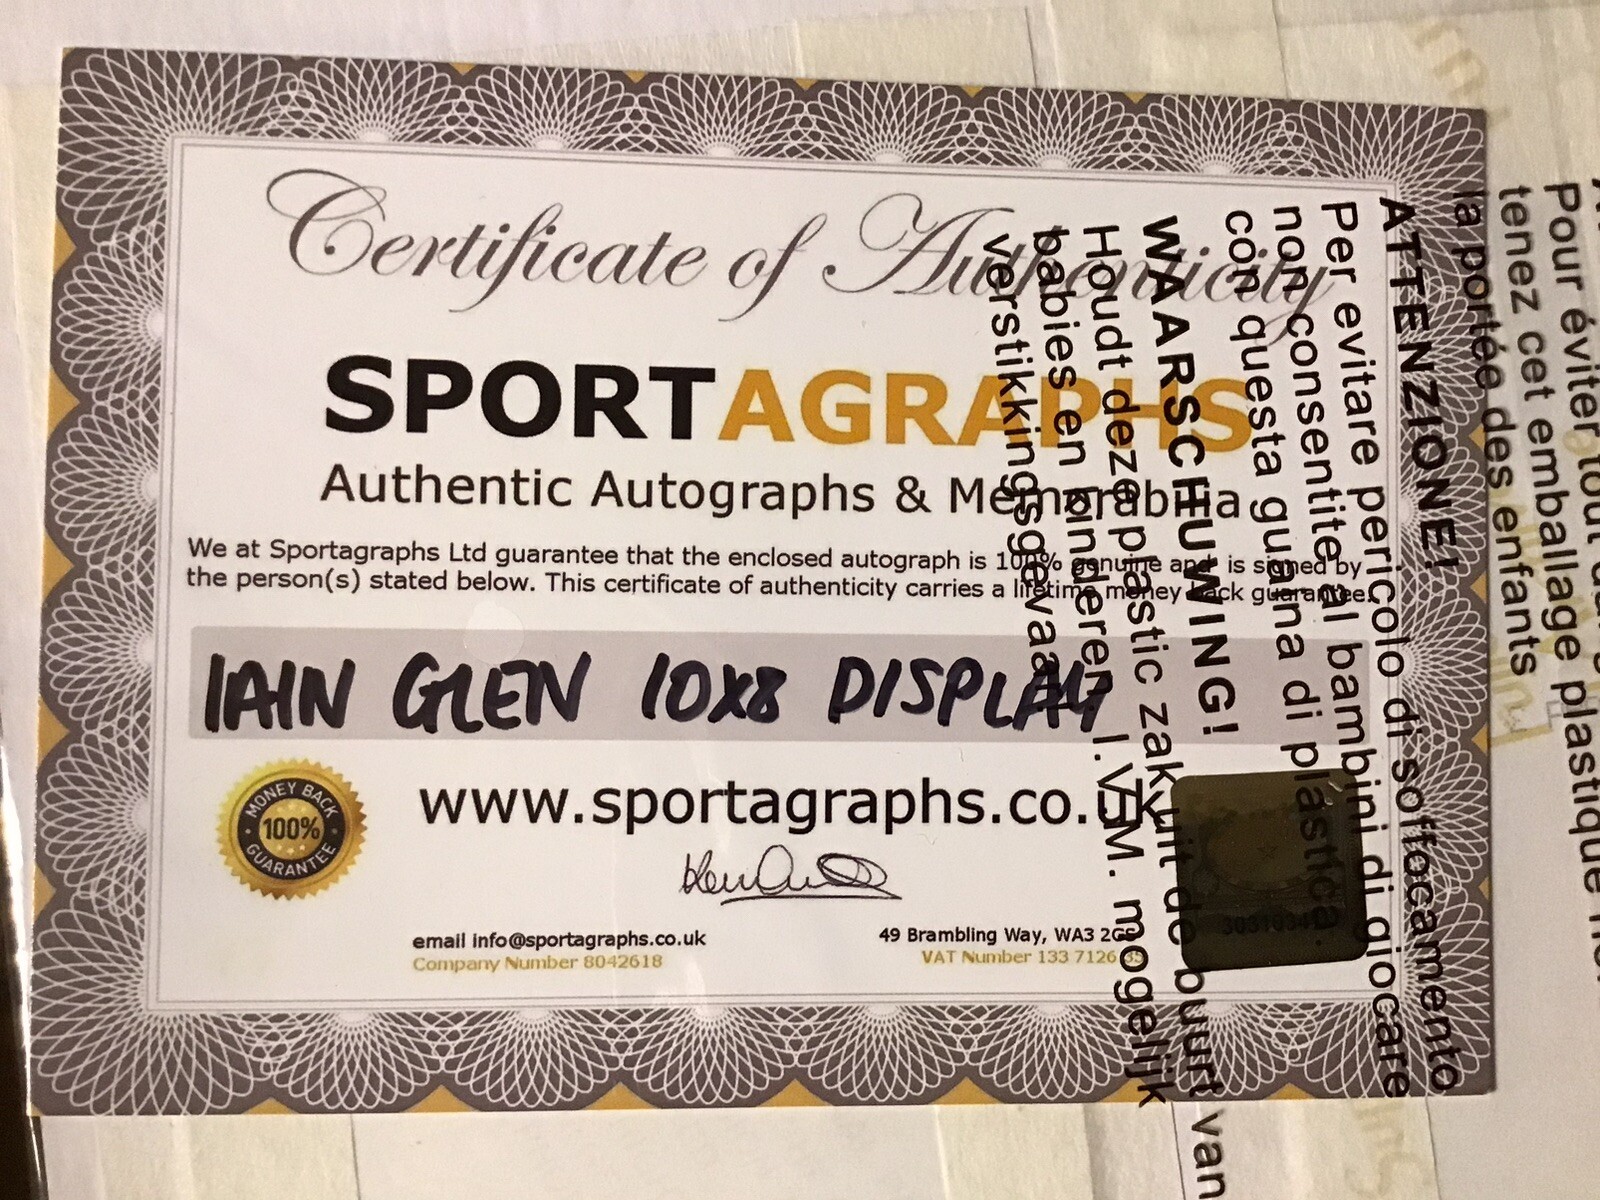 Certificate of Authenticity
SPORTAGRAPHS
Authentic Autographs & Memorabilia
We at Sportagraphs Ltd guarantee that the enclosed autograph is 100% genuine and is signed by
the person(s) stated below. This certificate of authenticity carries a lifetime money back guarantee.
IAIN GLEN 10X8 DISPLAY
MONEY BACK
100%
GUARANTEE
www.sportagraphs.co.uk
email info@sportagraphs.co.uk
Company Number 8042618
49 Brambling Way, WA3 2GS
VAT Number 133 7126
Pour éviter tout
tenez cet emballage plastique
la portée des enfants
ATTENZIONE!
Per evitare pericolo di soffocamento
non consentite al bambini di giocare
con questa guaina di plastica.
WAARSCHUWING!
Houdt deze plastic zak uit de buurt van
babies en kinderen I.V.M. mogelijk
verstikkingsgevaar!